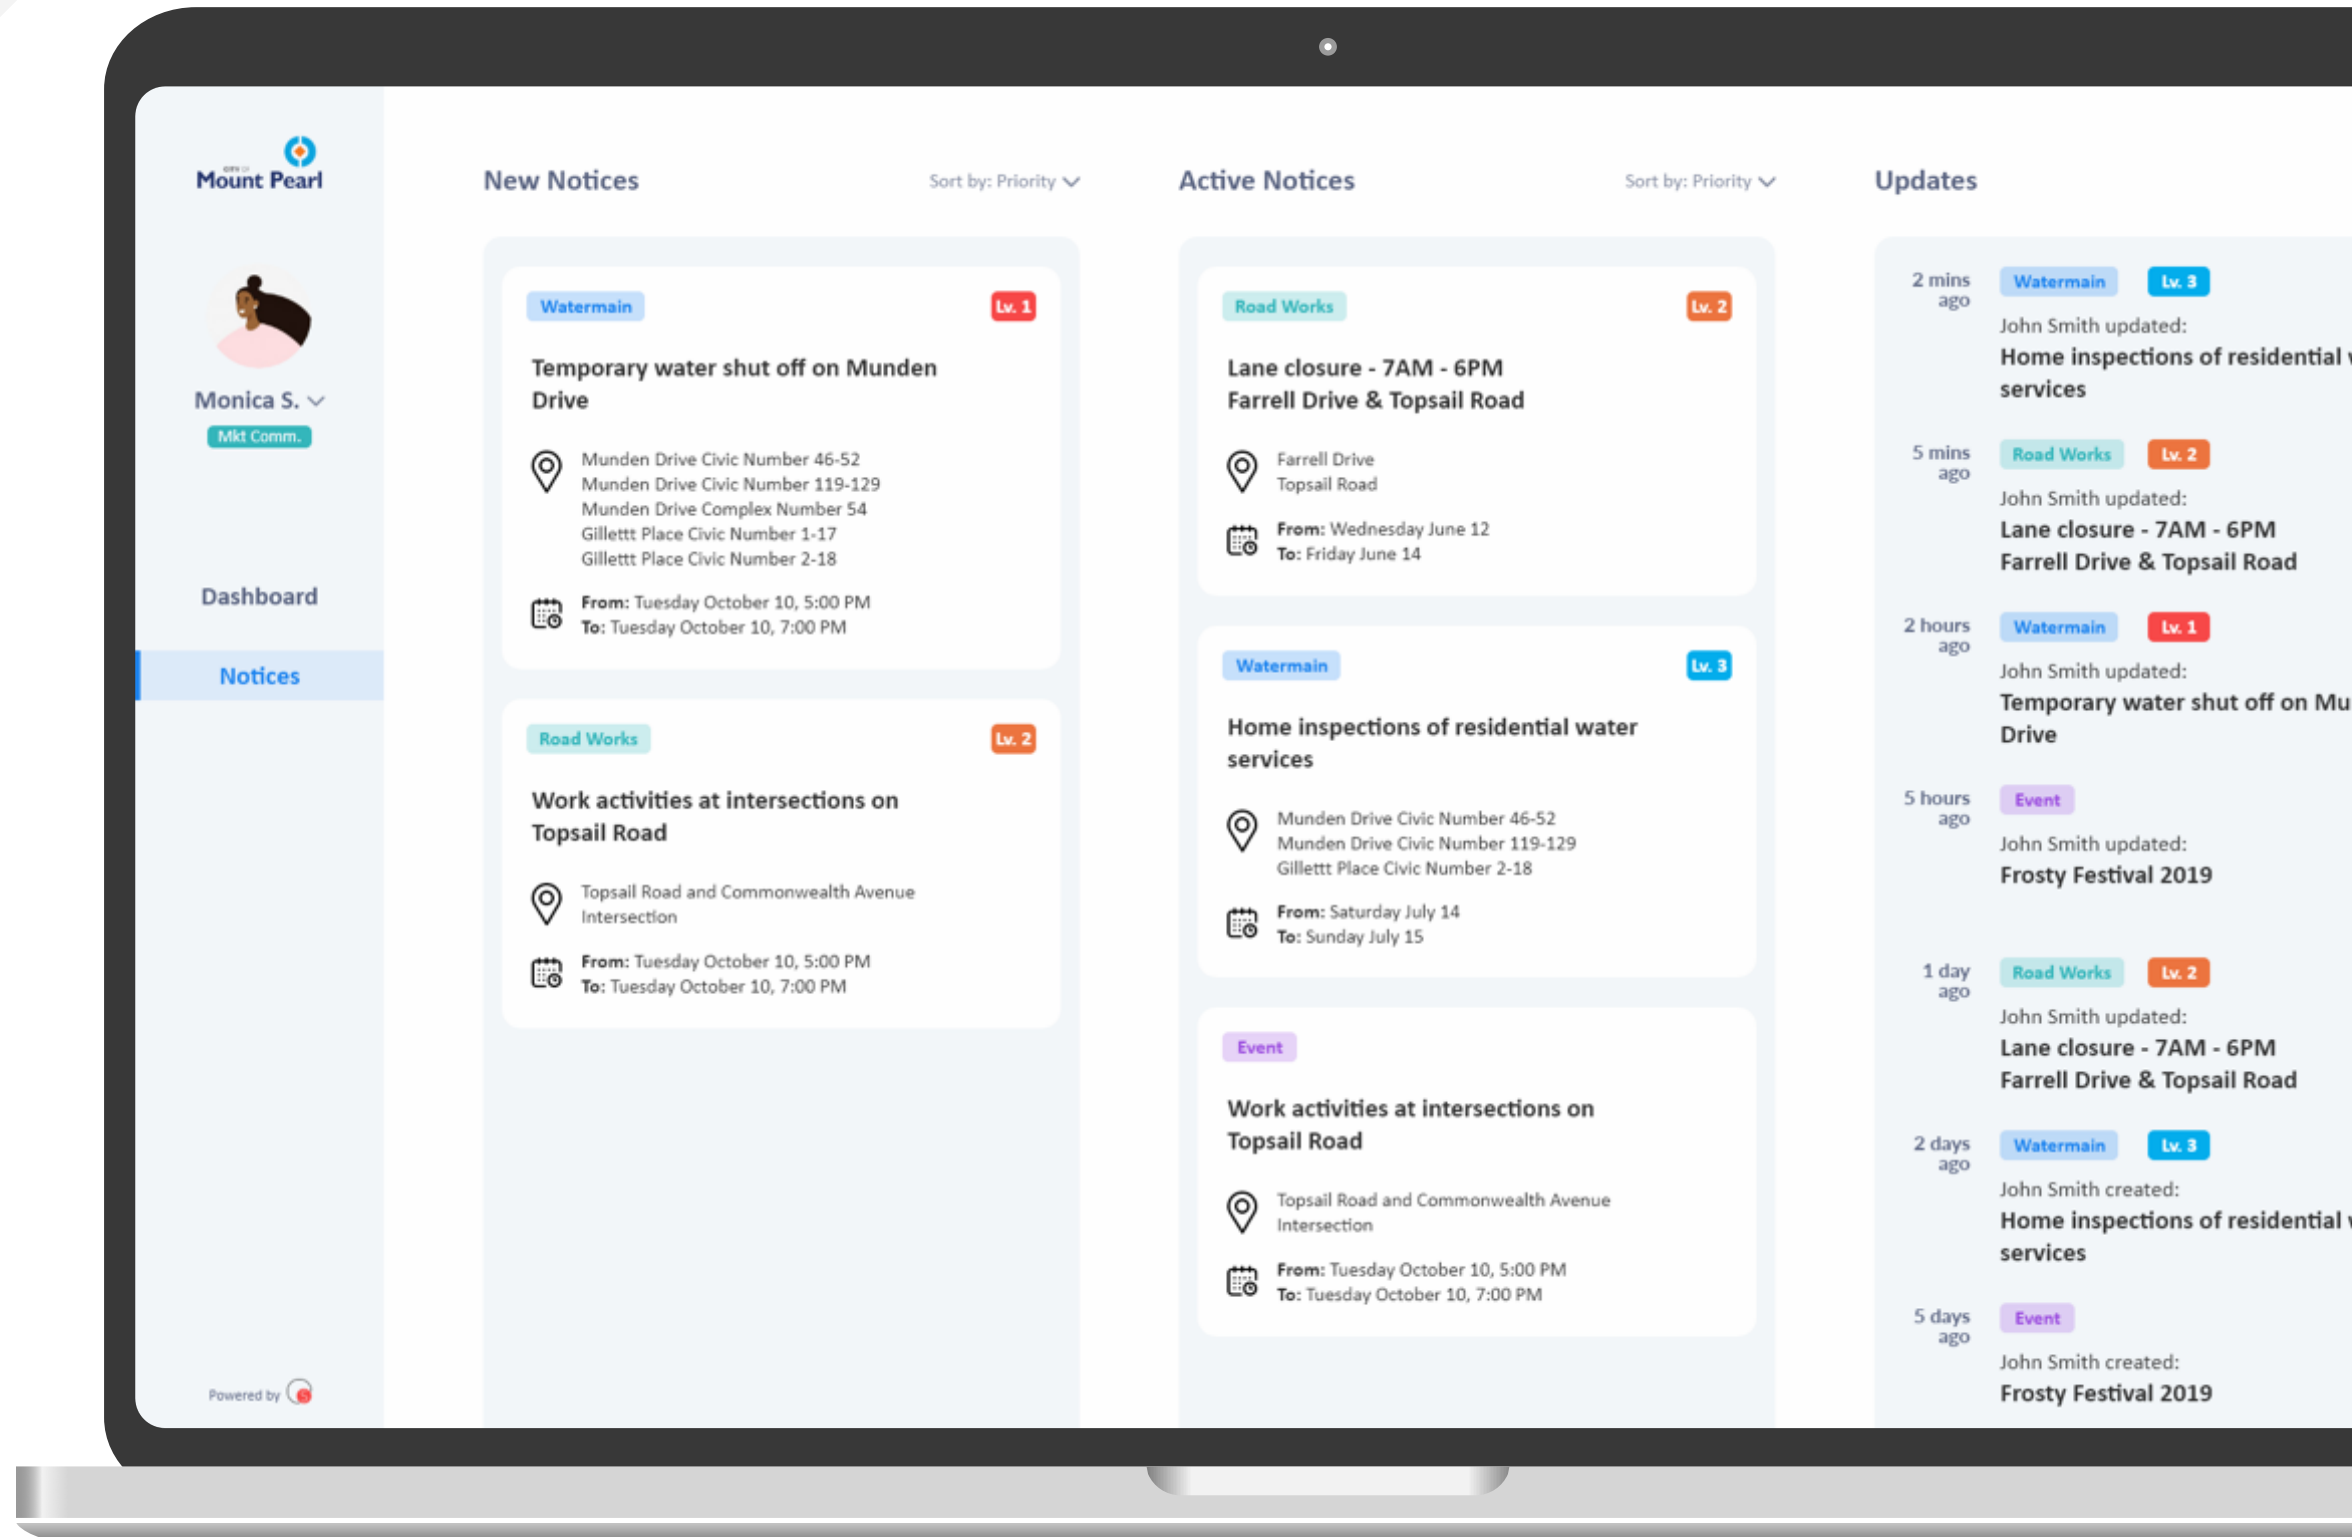 CITY OF
Mount Pearl
Monica S.
Mkt Comm.
Dashboard
Notices
Powered by
New Notices
Sort by: Priority
Watermain
Lv. 1
Temporary water shut off on Munden
Drive
Munden Drive Civic Number 46-52
Munden Drive Civic Number 119-129
Munden Drive Complex Number 54
Gillettt Place Civic Number 1-17
Gillettt Place Civic Number 2-18
From: Tuesday October 10, 5:00 PM
To: Tuesday October 10, 7:00 PM
Road Works
Lv. 2
Work activities at intersections on
Topsail Road
Topsail Road and Commonwealth Avenue
Intersection
From: Tuesday October 10, 5:00 PM
To: Tuesday October 10, 7:00 PM
Active Notices
Sort by: Priority
Road Works
Lv. 2
Lane closure - 7AM - 6PM
Farrell Drive & Topsail Road
Farrell Drive
Topsail Road
From: Wednesday June 12
To: Friday June 14
Watermain
Lv. 3
Home inspections of residential water
services
Munden Drive Civic Number 46-52
Munden Drive Civic Number 119-129
Gillettt Place Civic Number 2-18
From: Saturday July 14
To: Sunday July 15
Event
Work activities at intersections on
Topsail Road
Topsail Road and Commonwealth Avenue
Intersection
From: Tuesday October 10, 5:00 PM
To: Tuesday October 10, 7:00 PM
Updates
2 mins
ago
Watermain
Lv. 3
John Smith updated:
Home inspections of residential
services
5 mins
ago
Road Works
Lv. 2
John Smith updated:
Lane closure - 7AM - 6PM
Farrell Drive & Topsail Road
2 hours
ago
Watermain
Lv. 1
John Smith updated:
Temporary water shut off on Mu
Drive
5 hours
ago
Event
John Smith updated:
Frosty Festival 2019
1 day
ago
Road Works
Lv. 2
John Smith updated:
Lane closure - 7AM - 6PM
Farrell Drive & Topsail Road
2 days
ago
Watermain
Lv. 3
John Smith created:
Home inspections of residential
services
5 days
ago
Event
John Smith created:
Frosty Festival 2019